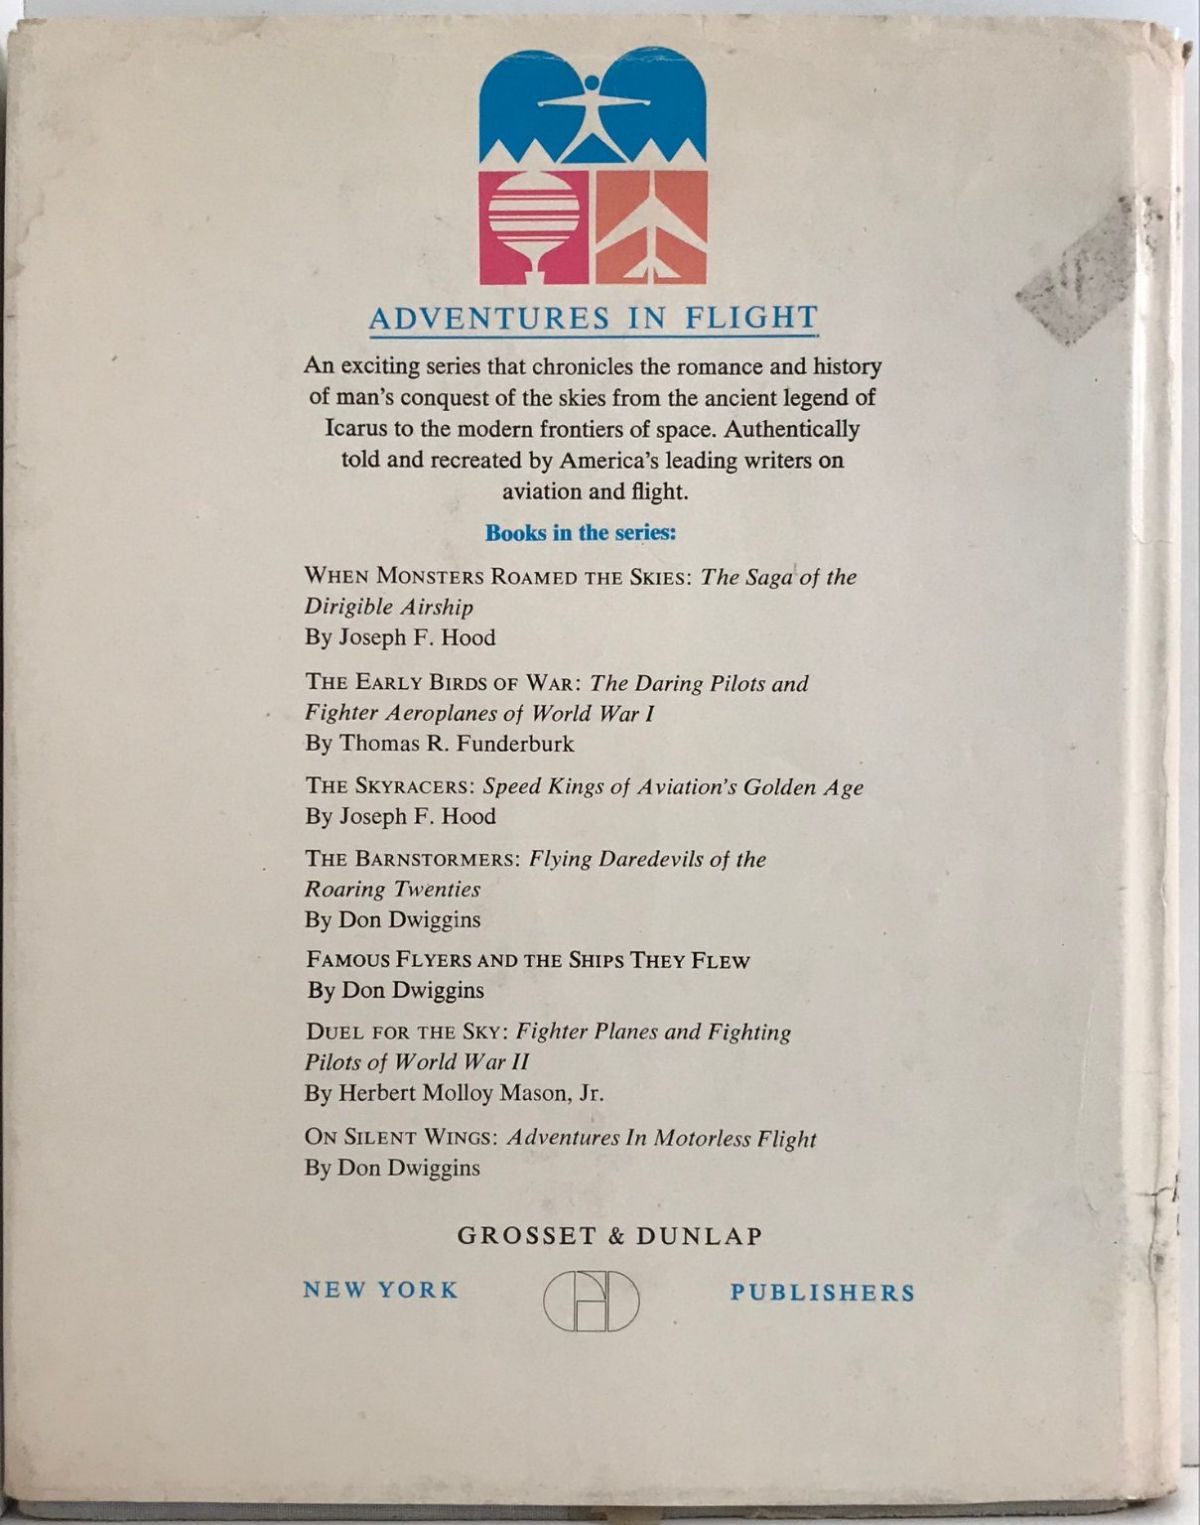 ADVENTURES IN FLIGHT
An exciting series that chronicles the romance and history
of man's conquest of the skies from the ancient legend of
Icarus to the modern frontiers of space. Authentically
told and recreated by America's leading writers on
aviation and flight.
Books in the series:
WHEN MONSTERS ROAMED THE SKIES: The Saga of the
Dirigible Airship
By Joseph F. Hood
THE EARLY BIRDS OF WAR: The Daring Pilots and
Fighter Aeroplanes of World War I
By Thomas R. Funderburk
THE SKYRACERS: Speed Kings of Aviation's Golden Age
By Joseph F. Hood
THE BARNSTORMERS: Flying Daredevils of the
Roaring Twenties
By Don Dwiggins
FAMOUS FLYERS AND THE SHIPS THEY FLEW
By Don Dwiggins
DUEL FOR THE SKY: Fighter Planes and Fighting
Pilots of World War II
By Herbert Molloy Mason, Jr.
ON SILENT WINGS: Adventures In Motorless Flight
By Don Dwiggins
GROSSET & DUNLAP
NEW YORK GD PUBLISHERS